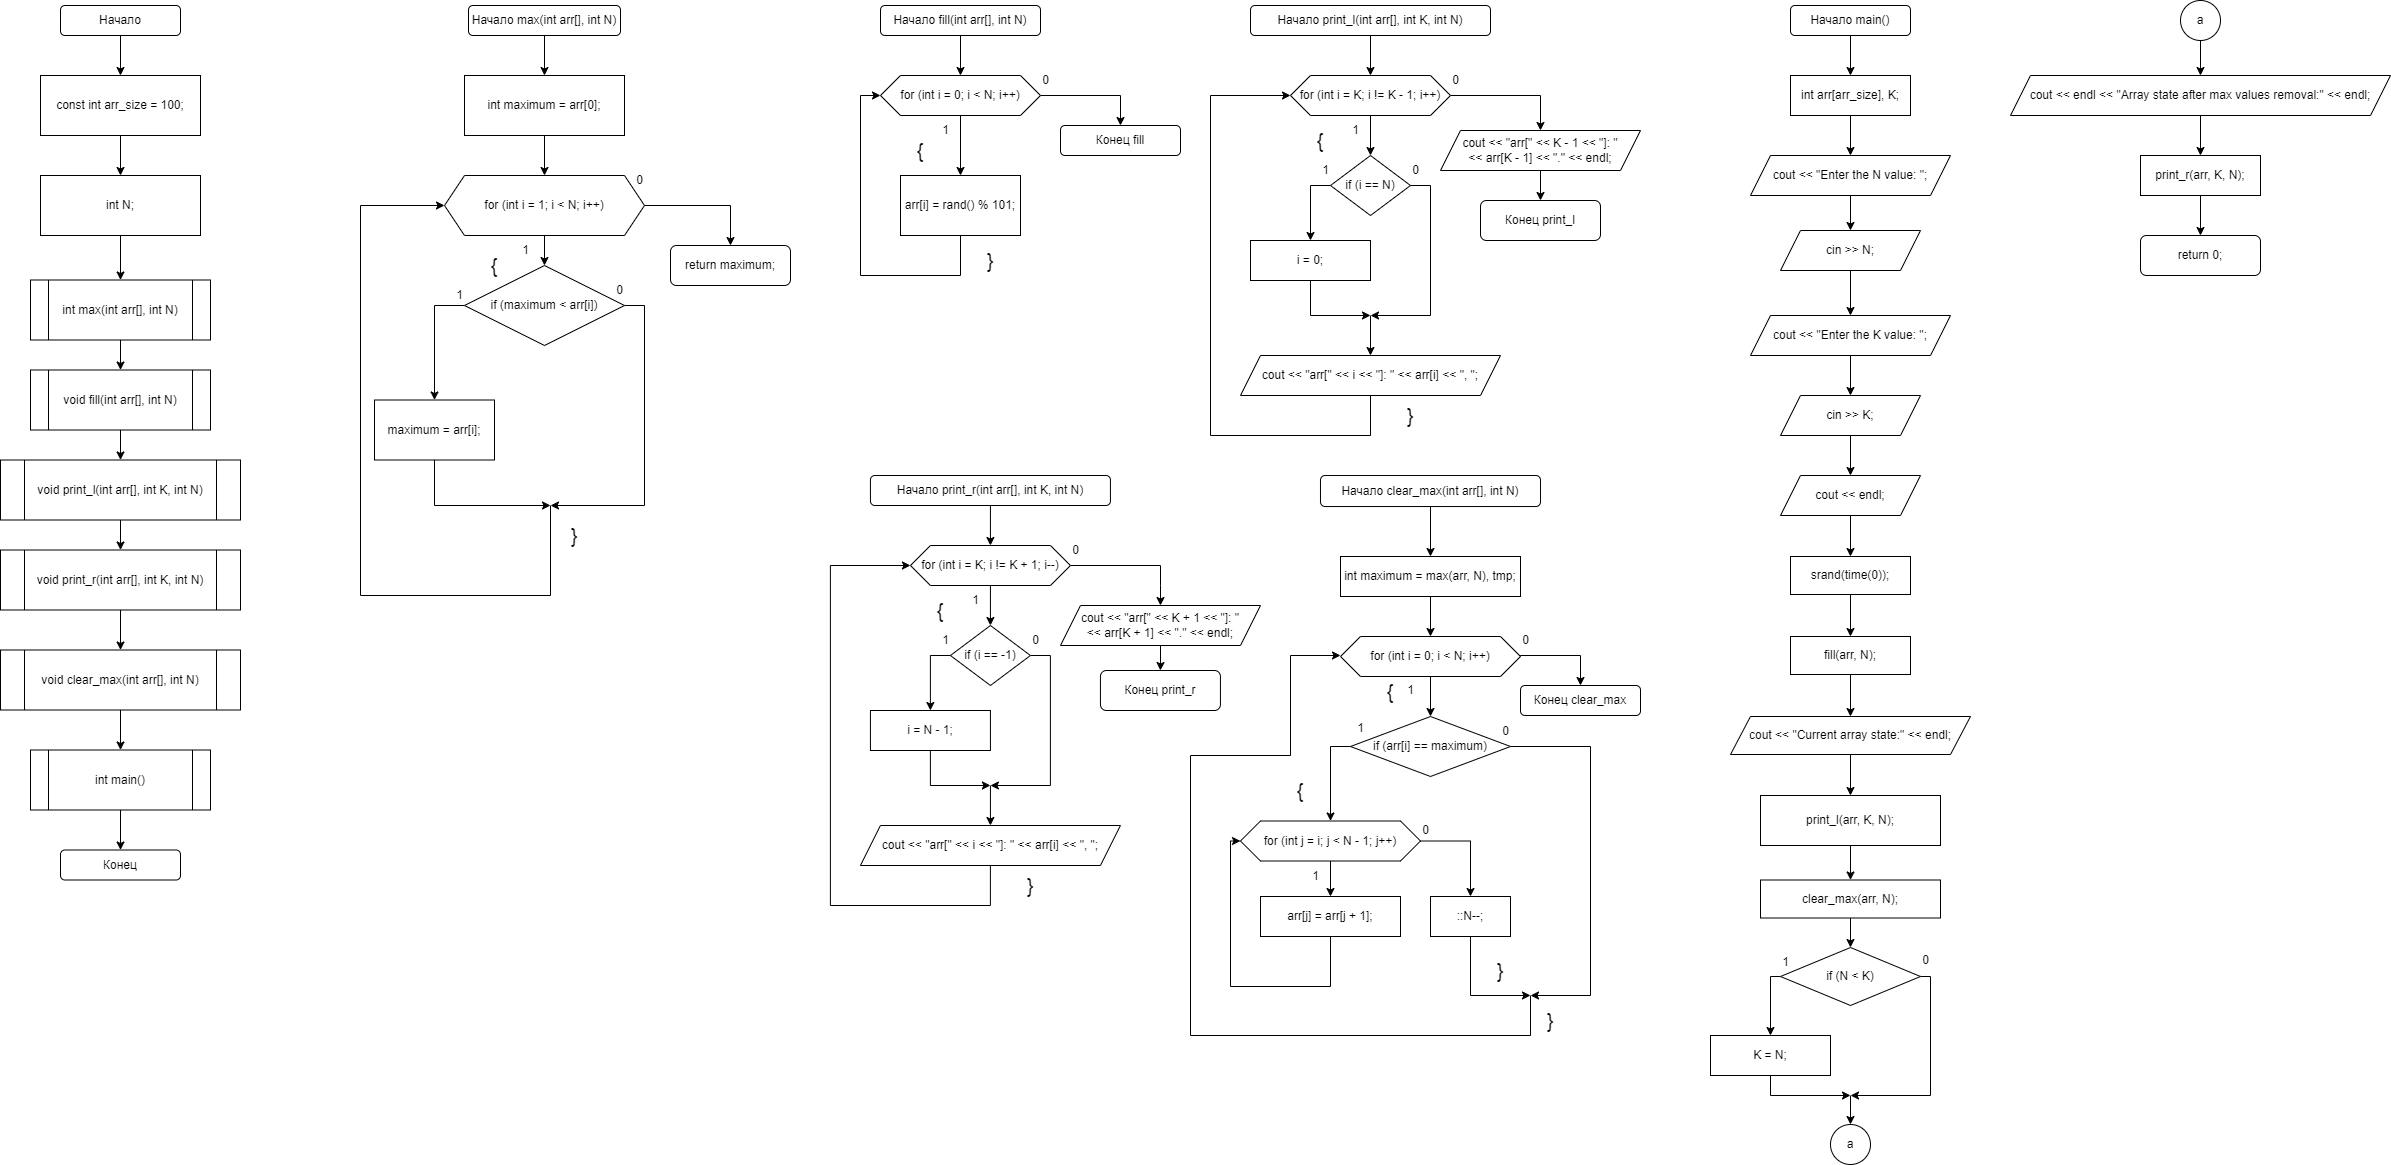 Начало
const int arr_size = 100;
int N;
int max(int arr[], int N)
void fill(int arr[], int N)
void print_l(int arr[], int K, int N)
void print_r(int arr[], int K, int N)
void clear_max(int arr[], int N)
int main()
Конец
Начало max(int arr[], int N)
int maximum = arr[0];
for (int i = 1; i < N; i++)
0
1
{
return maximum;
if (maximum < arr[i])
1
0
maximum = arr[i];
}
Начало fill(int arr[], int N)
for (int i = 0; i < N; i++)
0
1
{
Конец fill
arr[i] = rand() % 101;
}
Начало print_l(int arr[], int K, int N)
for (int i = K; i != K - 1; i++)
0
1
{
cout << "arr[" << K - 1 << "]: "
<< arr[K - 1] << "." << endl;
Конец print_l
if (i == N)
1
0
i = 0;
cout << "arr[" << i << "]: " << arr[i] << ", ";
}
Начало print_r(int arr[], int K, int N)
for (int i = K; i != K + 1; i--)
0
1
{
cout << "arr[" << K + 1 << "]: "
<< arr[K + 1] << "." << endl;
Конец print_r
if (i == -1)
1
0
i = N - 1;
cout << "arr[" << i << "]: " << arr[i] << ", ";
}
Начало clear_max(int arr[], int N)
int maximum = max(arr, N), tmp;
for (int i = 0; i < N; i++)
0
{
1
Конец clear_max
if (arr[i] == maximum)
1
0
{
for (int j = i; j < N - 1; j++)
0
1
arr[j] = arr[j + 1];
::N--;
}
}
Начало main()
int arr[arr_size], K;
cout << "Enter the N value: ";
cin >> N;
cout << "Enter the K value: ";
cin >> K;
cout << endl;
srand(time(0));
fill(arr, N);
cout << "Current array state:" << endl;
print_l(arr, K, N);
clear_max(arr, N);
if (N < K)
1
0
K = N;
a
a
cout << endl << "Array state after max values removal:" << endl;
print_r(arr, K, N);
return 0;